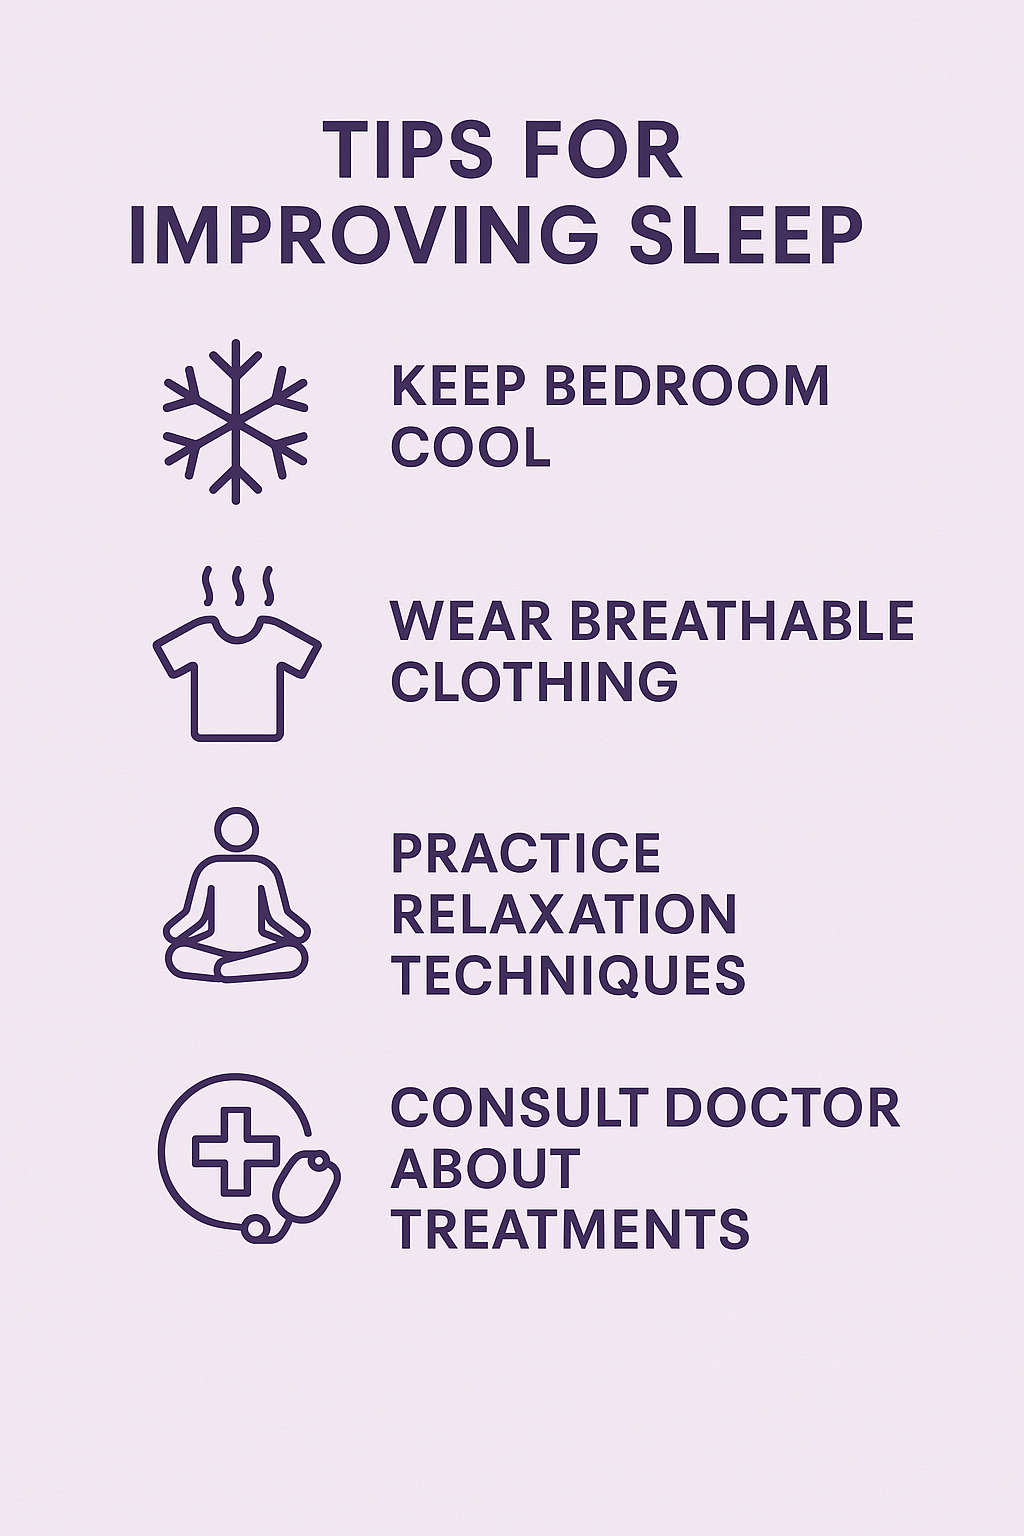 TIPS FOR
IMPROVING SLEEP
KEEP BEDROOM
COOL
WEAR BREATHABLE
CLOTHING
PRACTICE
RELAXATION
TECHNIQUES
CONSULT DOCTOR
ABOUT
TREATMENTS